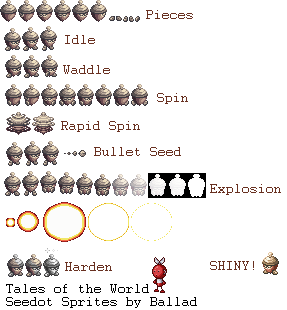 Pieces
Idle
Waddle
Spin
Rapid Spin
Bullet Seed
Explosion
Harden
SHINY!
Tales of the World
Seedot Sprites by Ballad